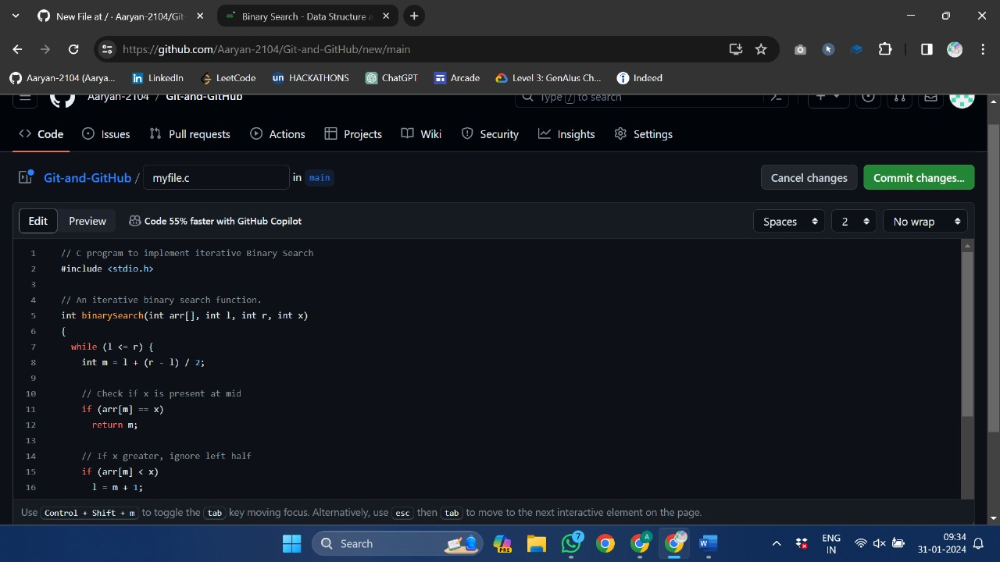 New File at / · Aaryan-2104/Git
Binary Search - Data Structure a
https://github.com/Aaryan-2104/Git-and-GitHub/new/main
Aaryan-2104 (Aarya...
LinkedIn
LeetCode
un HACKATHONS
ChatGPT
Arcade
Level 3: GenAIus Ch...
Indeed
Aaryan-2104 / Git-and-GitHub
Type / to search
Code
Issues
Pull requests
Actions
Projects
Wiki
Security
Insights
Settings
Git-and-GitHub / myfile.c in main
Cancel changes
Commit changes...
Edit
Preview
Code 55% faster with GitHub Copilot
Spaces
2
No wrap
1 // C program to implement iterative Binary Search
2 #include <stdio.h>
3
4 // An iterative binary search function.
5 int binarySearch(int arr[], int l, int r, int x)
6 {
7 while (l <= r) {
8 int m = l + (r - l) / 2;
9
10 // Check if x is present at mid
11 if (arr[m] == x)
12 return m;
13
14 // If x greater, ignore left half
15 if (arr[m] < x)
16 l = m + 1;
Use Control + Shift + m to toggle the tab key moving focus. Alternatively, use esc then tab to move to the next interactive element on the page.
Search
PRE
7
A
ENG
IN
09:34
31-01-2024